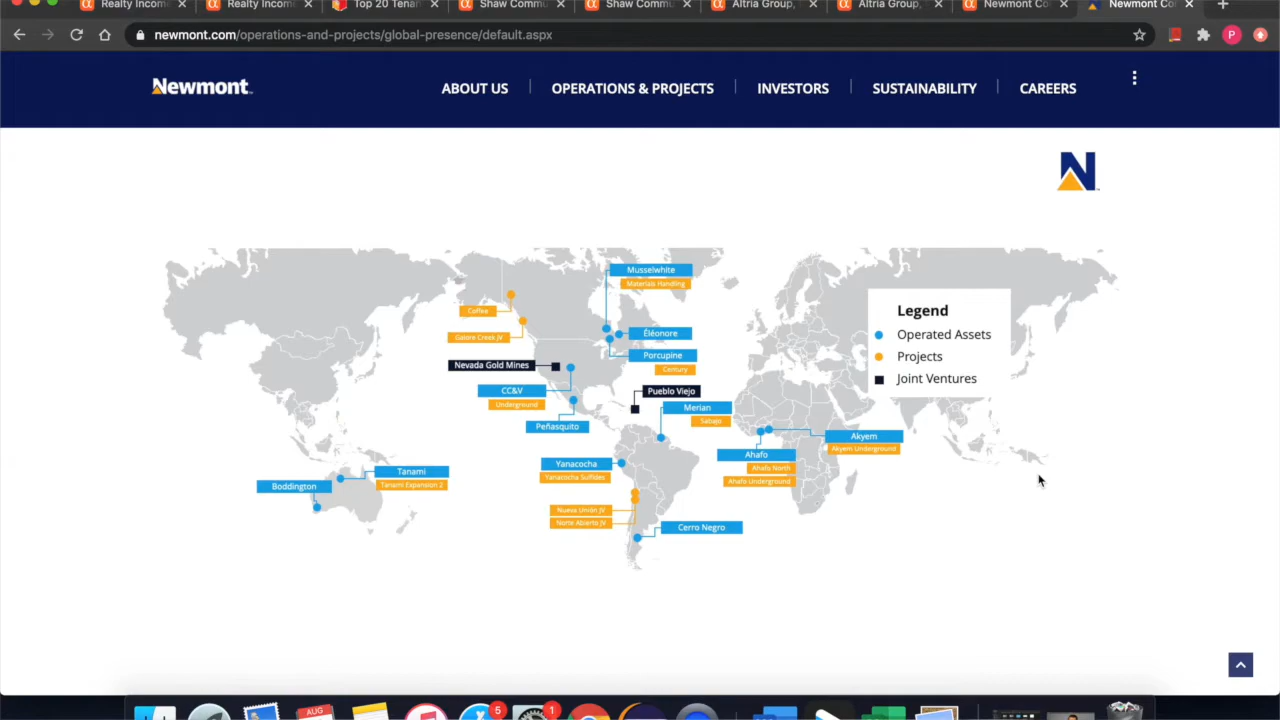 Realty Income
Realty Income
Top 20 Tenan
Shaw Commu
Shaw Commu
Altria Group,
Altria Group,
Newmont Co
Newmont Co
newmont.com/operations-and-projects/global-presence/default.aspx
P
Newmont
ABOUT US
OPERATIONS & PROJECTS
INVESTORS
SUSTAINABILITY
CAREERS
N
Musselwhite
Materials Handling
Coffee
Galore Creek JV
Éléonore
Porcupine
Century
Nevada Gold Mines
CC&V
Underground
Peñasquito
Pueblo Viejo
Merian
Sabajo
Legend
Operated Assets
Projects
Joint Ventures
Akyem
Akyem Underground
Ahafo
Ahafo North
Ahafo Underground
Yanacocha
Yanacocha Sulfides
Tanami
Tanami Expansion 2
Boddington
Nueva Unión JV
Norte Abierto JV
Cerro Negro
AUG
5
1